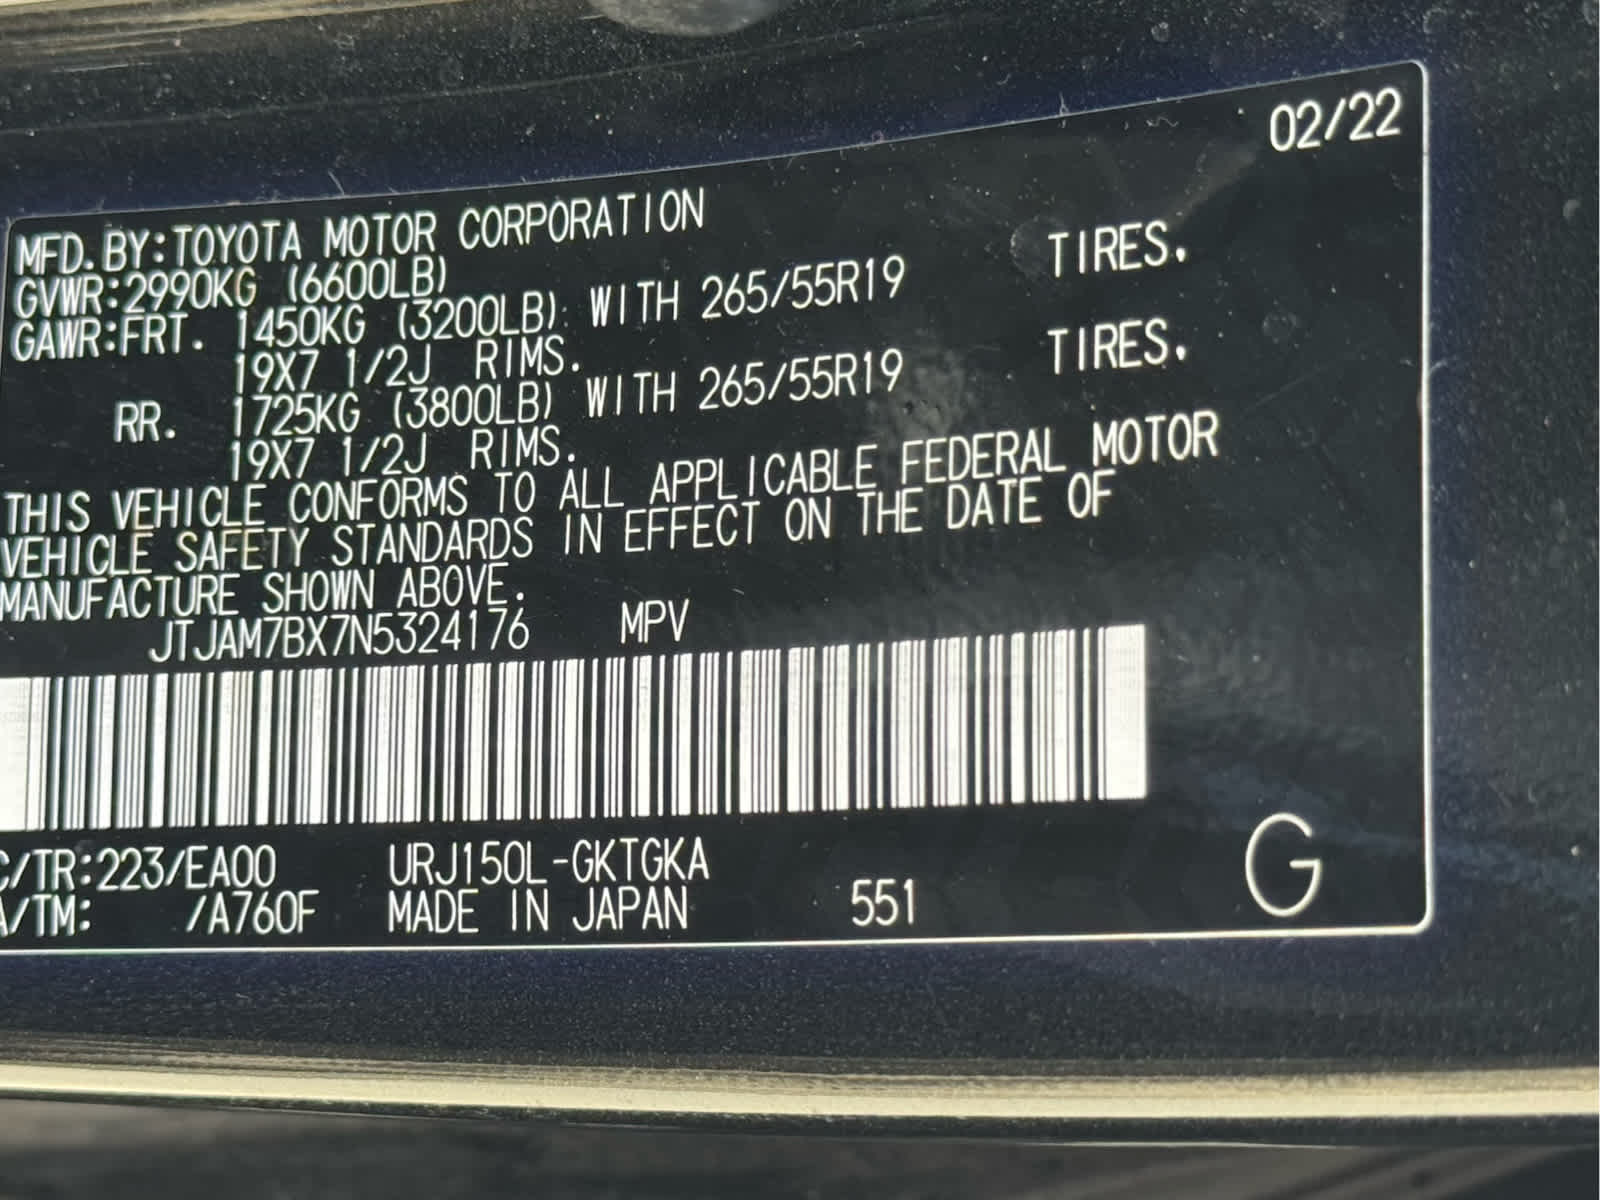 02/22
MFD.BY:TOYOTA MOTOR CORPORATION
GVWR:2990KG (6600LB)
GAWR:FRT. 1450KG (3200LB) WITH 265/55R19 TIRES.
19X7 1/2J RIMS.
RR. 1725KG (3800LB) WITH 265/55R19 TIRES.
19X7 1/2J RIMS.
THIS VEHICLE CONFORMS TO ALL APPLICABLE FEDERAL MOTOR
VEHICLE SAFETY STANDARDS IN EFFECT ON THE DATE OF
MANUFACTURE SHOWN ABOVE.
JTJAM7BX7N5324176 MPV
C/TR:223/EA00 URJ150L-GKTGKA
A/TM: /A760F MADE IN JAPAN 551
G